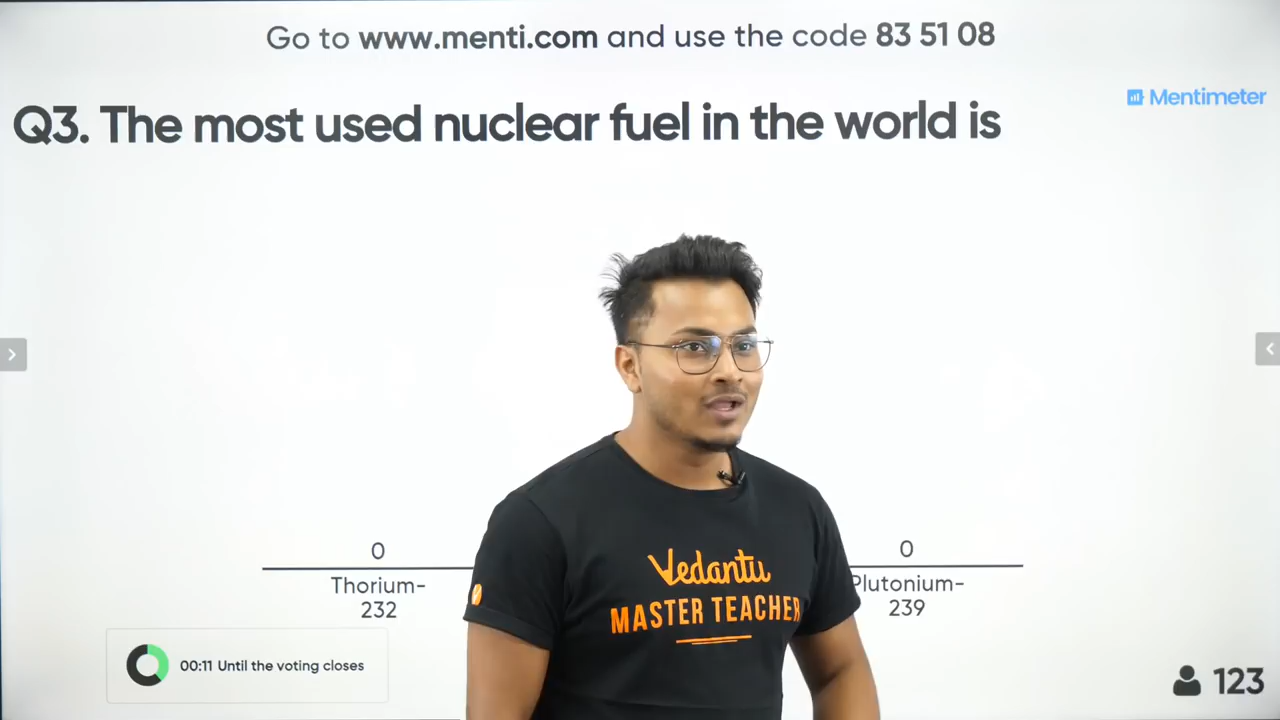 Go to www.menti.com and use the code 83 51 08
Mentimeter
Q3. The most used nuclear fuel in the world is
0
0
Thorium-
232
Plutonium-
239
Vedantu
MASTER TEACHER
00:11 Until the voting closes
123